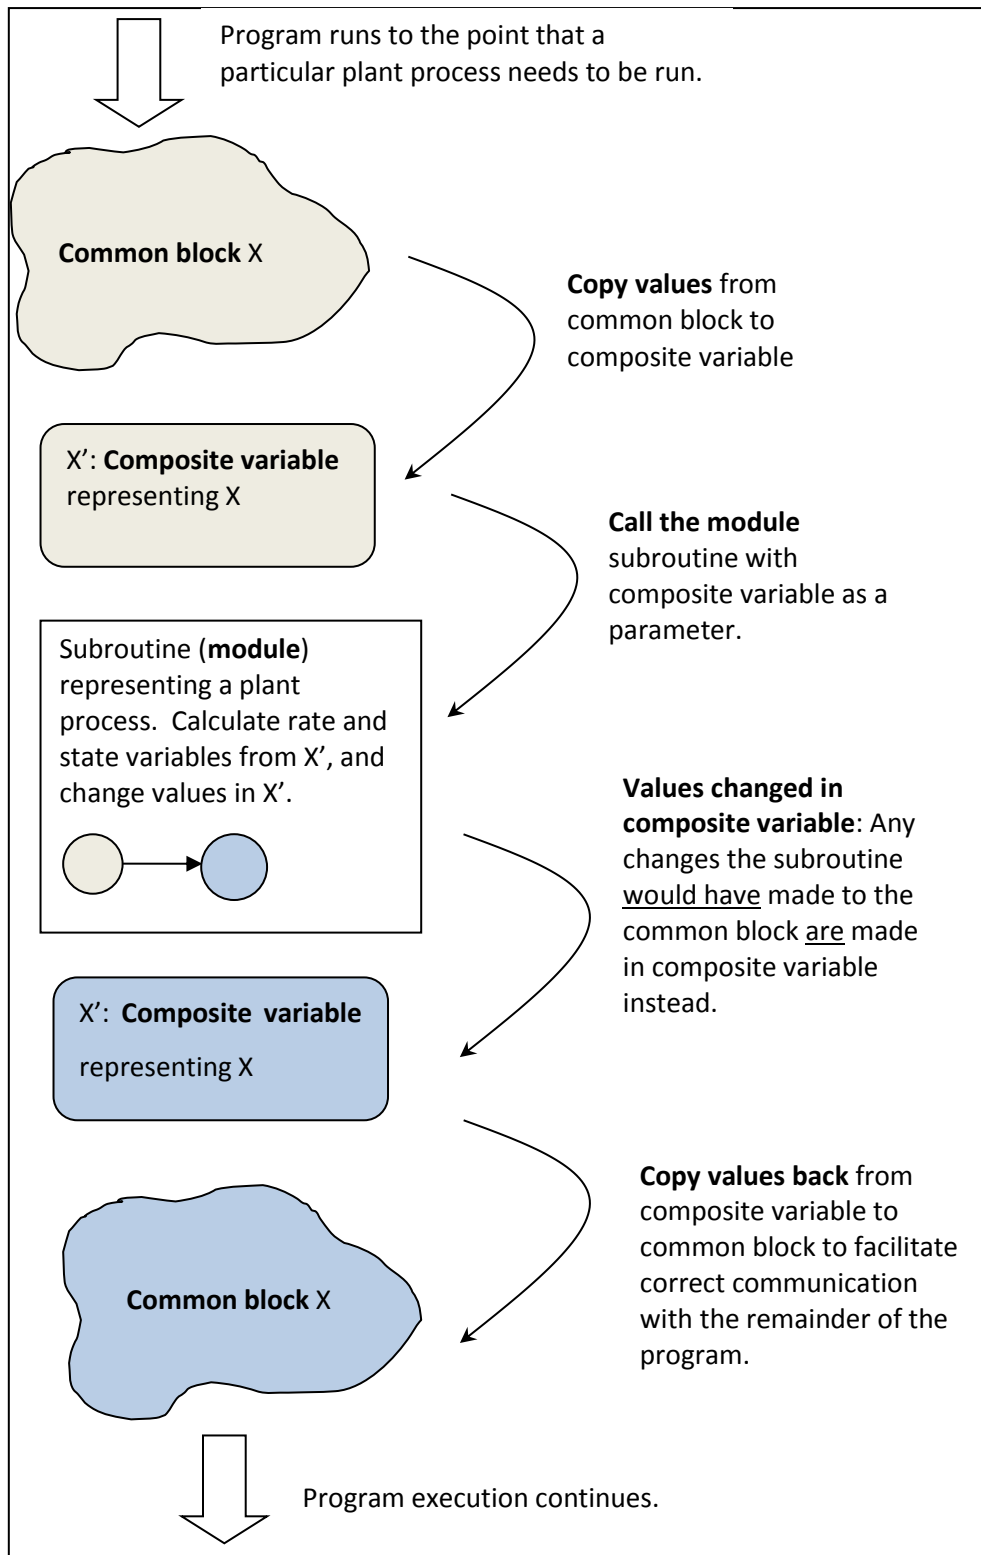 Program runs to the point that a
particular plant process needs to be run.
Common block X
Copy values from
common block to
composite variable
X’: Composite variable
representing X
Call the module
subroutine with
composite variable as a
parameter.
Subroutine (module)
representing a plant
process.  Calculate rate and
state variables from X’, and
change values in X’.
Values changed in
composite variable: Any
changes the subroutine
would have made to the
common block are made
in composite variable
instead.
X’:  Composite  variable
representing X
Copy values back from
composite variable to
common block to facilitate
correct communication
with the remainder of the
program.
Common block X
Program execution continues.